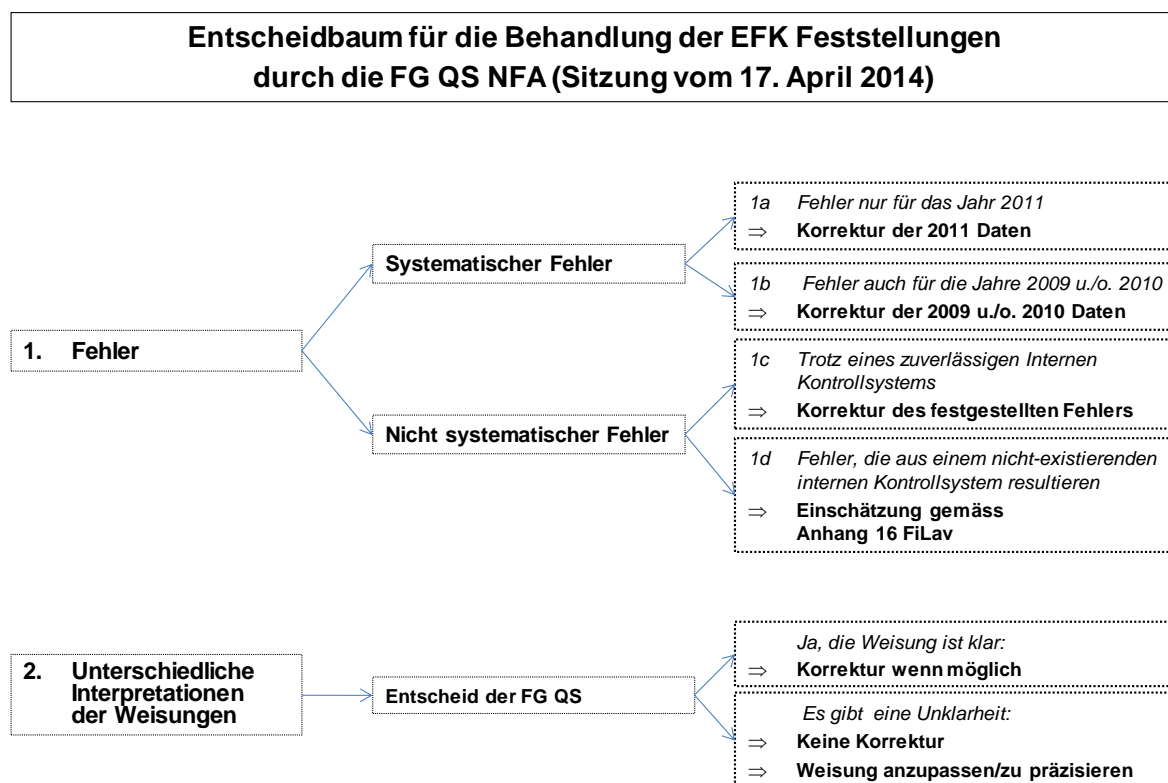 Entscheidbaum für die Behandlung der EFK Feststellungen
durch die FG QS NFA (Sitzung vom 17. April 2014)
1. Fehler
Systematischer Fehler
1a Fehler nur für das Jahr 2011
⇒ Korrektur der 2011 Daten
1b Fehler auch für die Jahre 2009 u./o. 2010
⇒ Korrektur der 2009 u./o. 2010 Daten
Nicht systematischer Fehler
1c Trotz eines zuverlässigen Internen
Kontrollsystems
⇒ Korrektur des festgestellten Fehlers
1d Fehler, die aus einem nicht-existierenden
internen Kontrollsystem resultieren
⇒ Einschätzung gemäss
Anhang 16 FiLav
2. Unterschiedliche
Interpretationen
der Weisungen
Entscheid der FG QS
Ja, die Weisung ist klar:
⇒ Korrektur wenn möglich
Es gibt eine Unklarheit:
⇒ Keine Korrektur
⇒ Weisung anzupassen/zu präzisieren